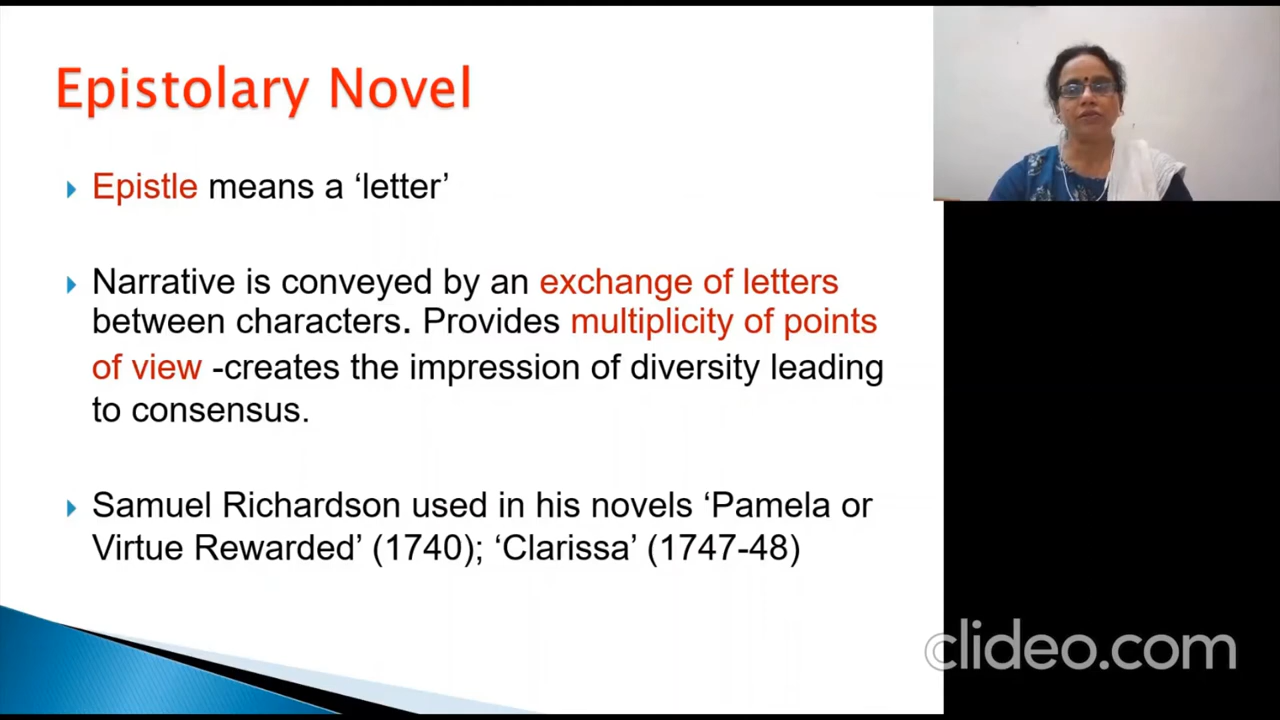 Epistolary Novel
Epistle means a ‘letter’
Narrative is conveyed by an exchange of letters
between characters. Provides multiplicity of points
of view -creates the impression of diversity leading
to consensus.
Samuel Richardson used in his novels ‘Pamela or
Virtue Rewarded’ (1740); ‘Clarissa’ (1747-48)
clideo.com